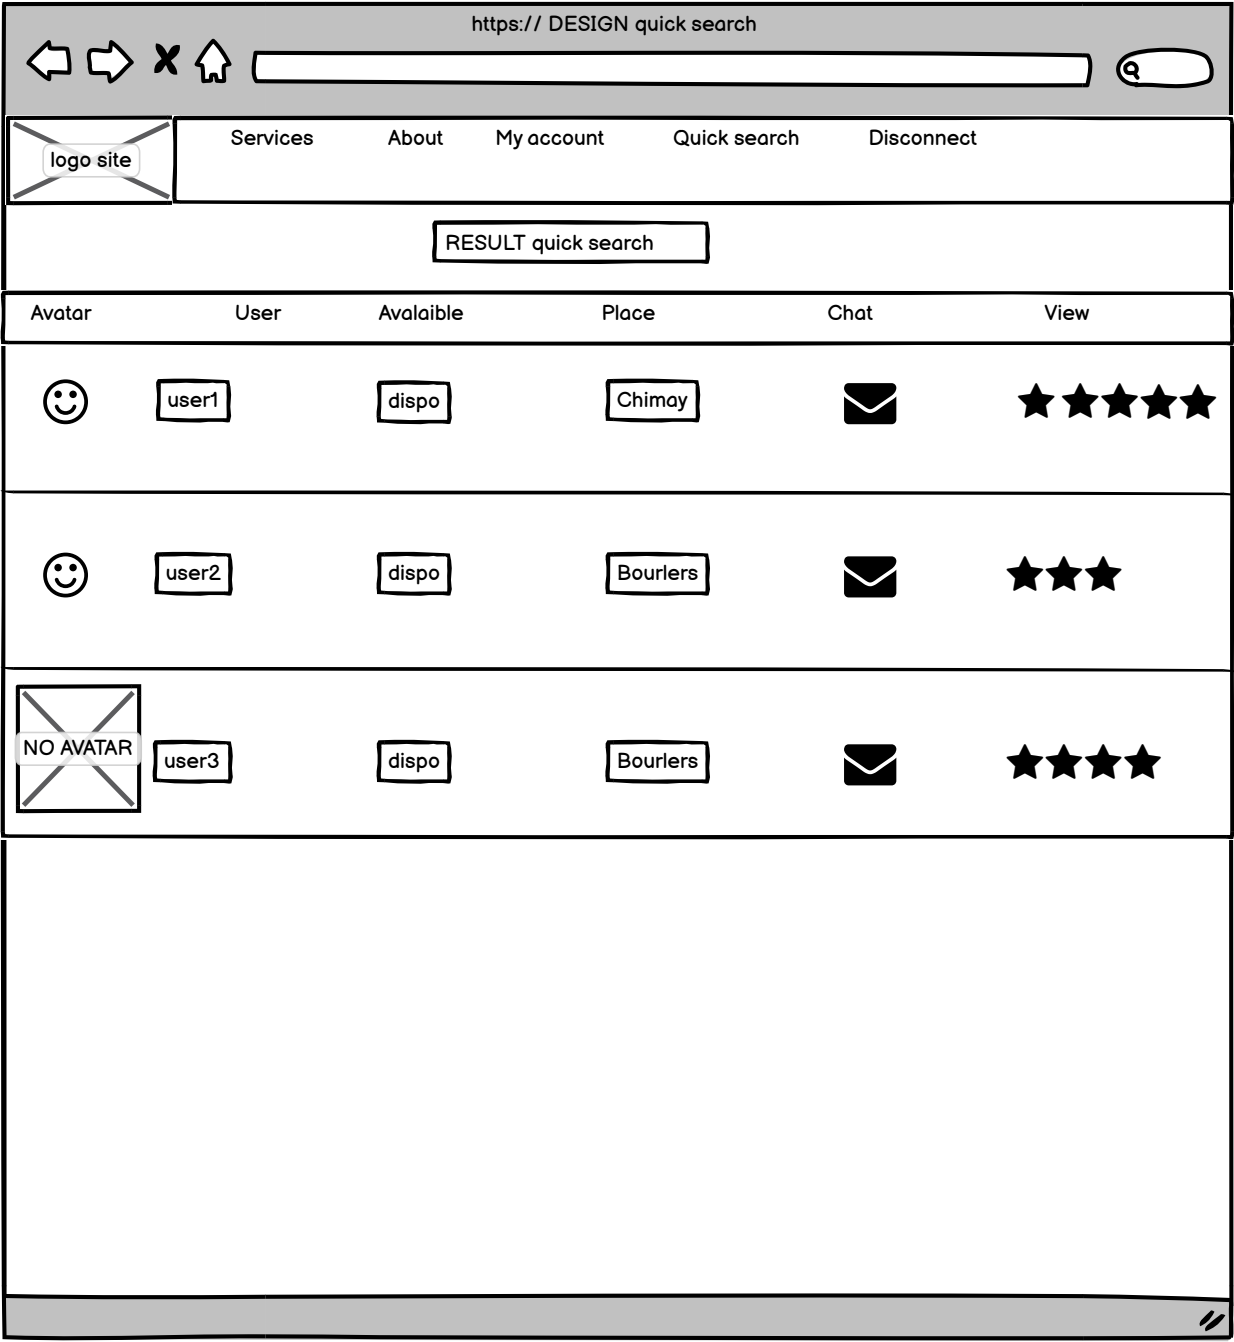 https:// DESIGN quick search
logo site
Services About My account Quick search Disconnect
RESULT quick search
Avatar User Avalaible Place Chat View
user1 dispo Chimay
user2 dispo Bourlers
NO AVATAR user3 dispo Bourlers